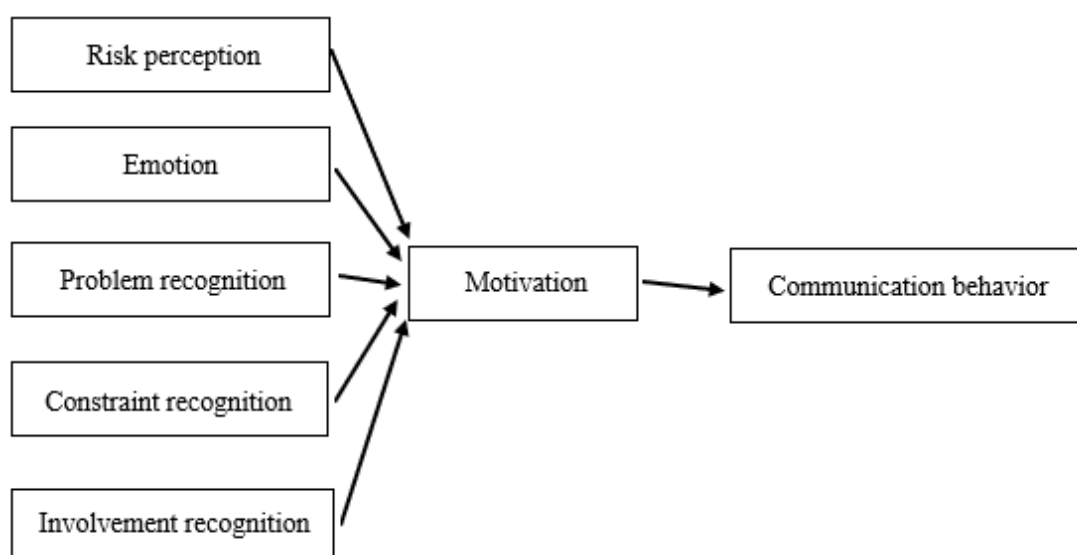 Risk perception
Emotion
Problem recognition
Constraint recognition
Involvement recognition
Motivation
Communication behavior